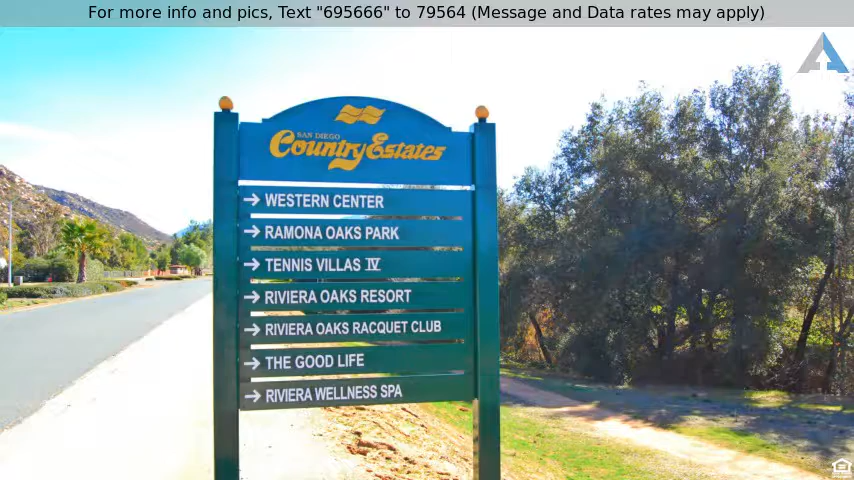 For more info and pics, Text "695666" to 79564 (Message and Data rates may apply)
SAN DIEGO
Country Estates
→ WESTERN CENTER
→ RAMONA OAKS PARK
→ TENNIS VILLAS IV
→ RIVIERA OAKS RESORT
→ RIVIERA OAKS RACQUET CLUB
→ THE GOOD LIFE
→ RIVIERA WELLNESS SPA